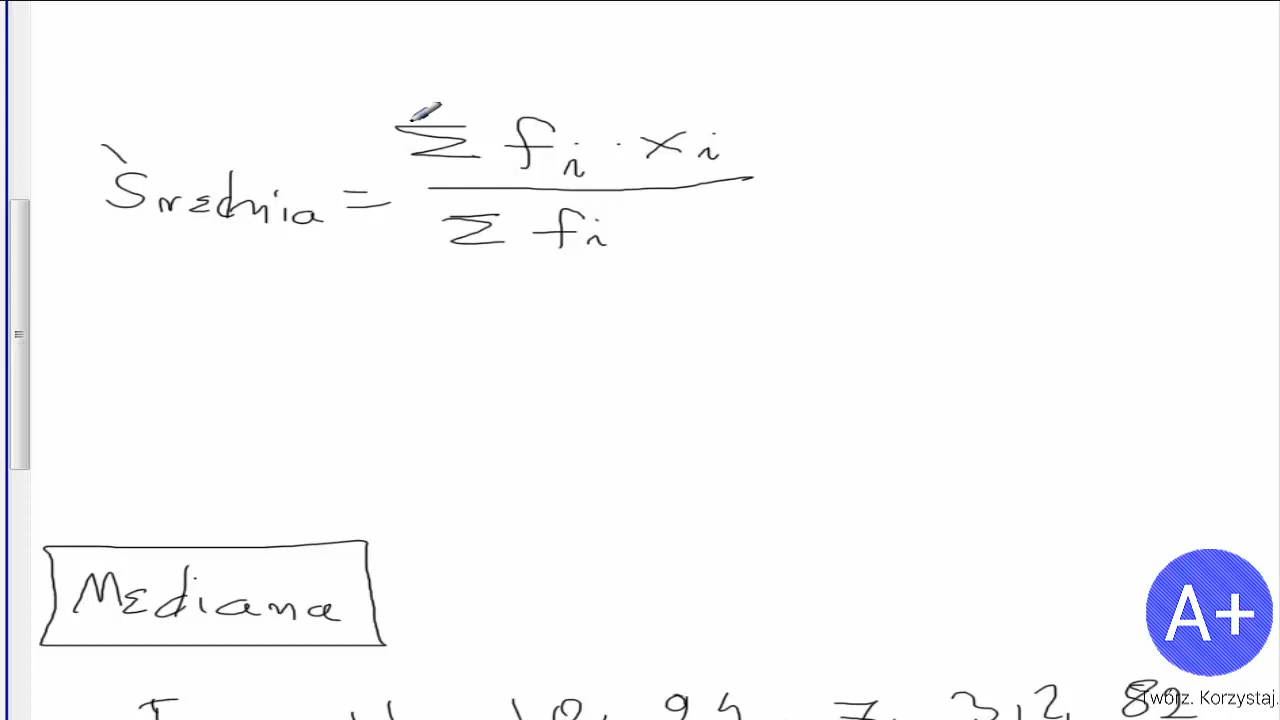 Średnia = Σ fᵢ · xᵢ / Σ fᵢ
Mediana
A+
Twórz. Korzystaj